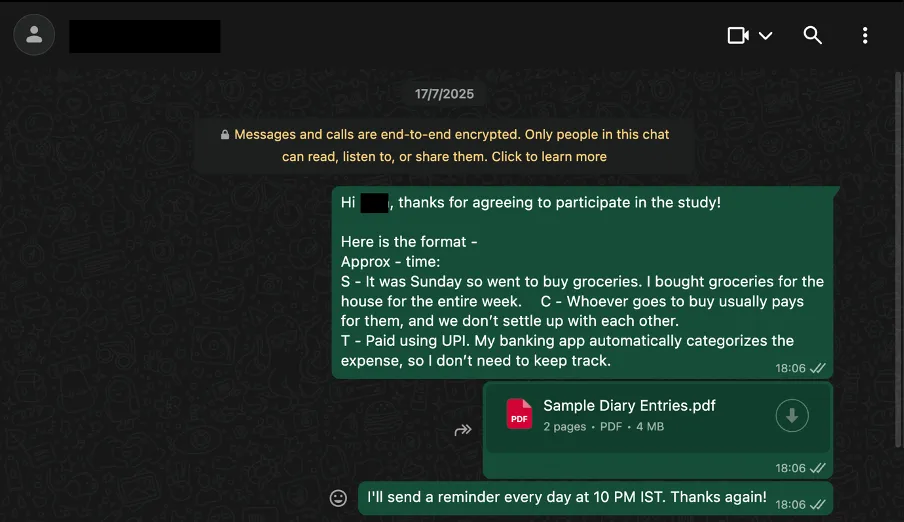 17/7/2025
Messages and calls are end-to-end encrypted. Only people in this chat
can read, listen to, or share them. Click to learn more
Hi , thanks for agreeing to participate in the study!
Here is the format -
Approx - time:
S - It was Sunday so went to buy groceries. I bought groceries for the
house for the entire week. C - Whoever goes to buy usually pays
for them, and we don’t settle up with each other.
T - Paid using UPI. My banking app automatically categorizes the
expense, so I don’t need to keep track.
18:06
PDF
Sample Diary Entries.pdf
2 pages • PDF • 4 MB
18:06
I'll send a reminder every day at 10 PM IST. Thanks again!
18:06